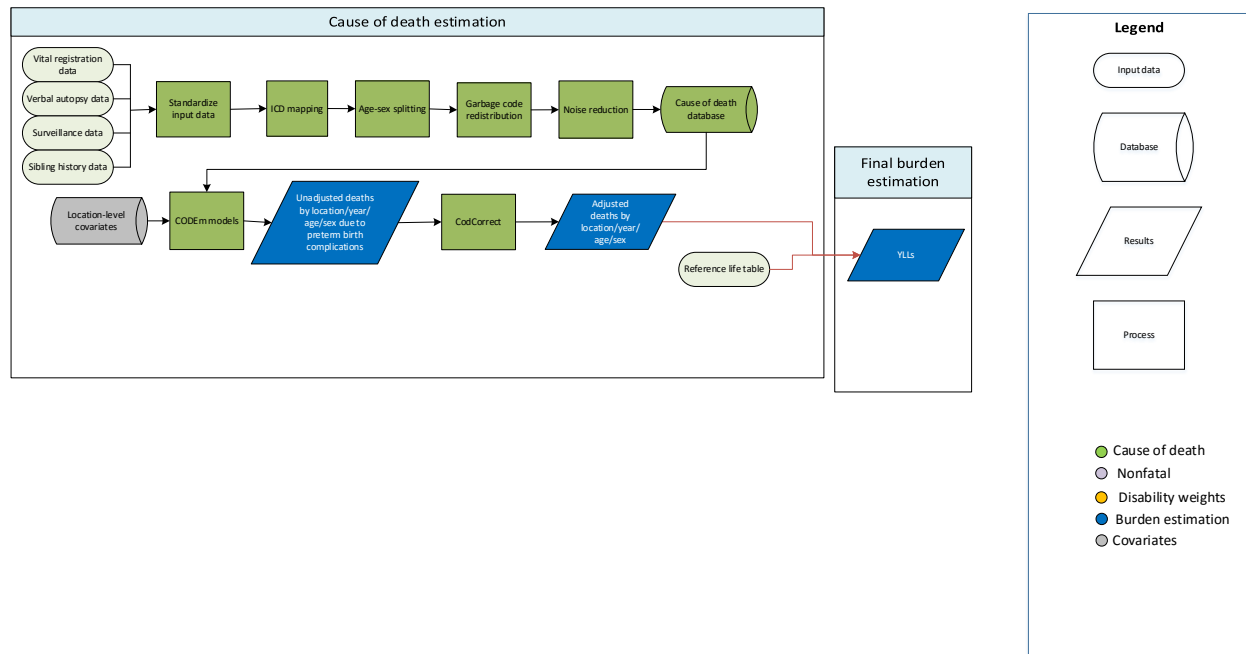 Cause of death estimation
Vital registration
data
Verbal autopsy data
Surveillance data
Sibling history data
Standardize
input data
ICD mapping
Age-sex splitting
Garbage code
redistribution
Noise reduction
Cause of death
database
Location-level
covariates
CODEm models
Unadjusted deaths
by location/year/
age/sex due to
preterm birth
complications
CodCorrect
Adjusted
deaths by
location/year/
age/sex
Reference life table
Final burden
estimation
YLLs
Legend
Input data
Database
Results
Process
Cause of death
Nonfatal
Disability weights
Burden estimation
Covariates